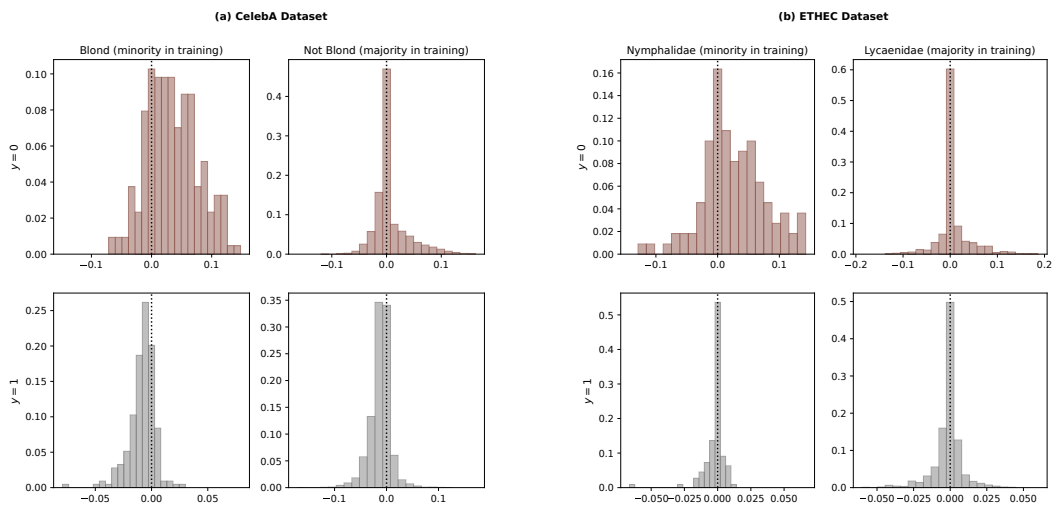 (a) CelebA Dataset
(b) ETHEC Dataset
Blond (minority in training)
Not Blond (majority in training)
Nymphalidae (minority in training)
Lycaenidae (majority in training)
y = 0
0.10
0.08
0.06
0.04
0.02
0.00
−0.1 0.0 0.1
0.4
0.3
0.2
0.1
0.0
−0.1 0.0 0.1
y = 0
0.16
0.14
0.12
0.10
0.08
0.06
0.04
0.02
0.00
−0.1 0.0 0.1
0.6
0.5
0.4
0.3
0.2
0.1
0.0
−0.2 −0.1 0.0 0.1 0.2
y = 1
0.25
0.20
0.15
0.10
0.05
0.00
−0.05 0.00 0.05
0.35
0.30
0.25
0.20
0.15
0.10
0.05
0.00
−0.1 0.0 0.1
y = 1
0.5
0.4
0.3
0.2
0.1
0.0
−0.050 −0.025 0.000 0.025 0.050
0.5
0.4
0.3
0.2
0.1
0.0
−0.050 −0.025 0.000 0.025 0.050